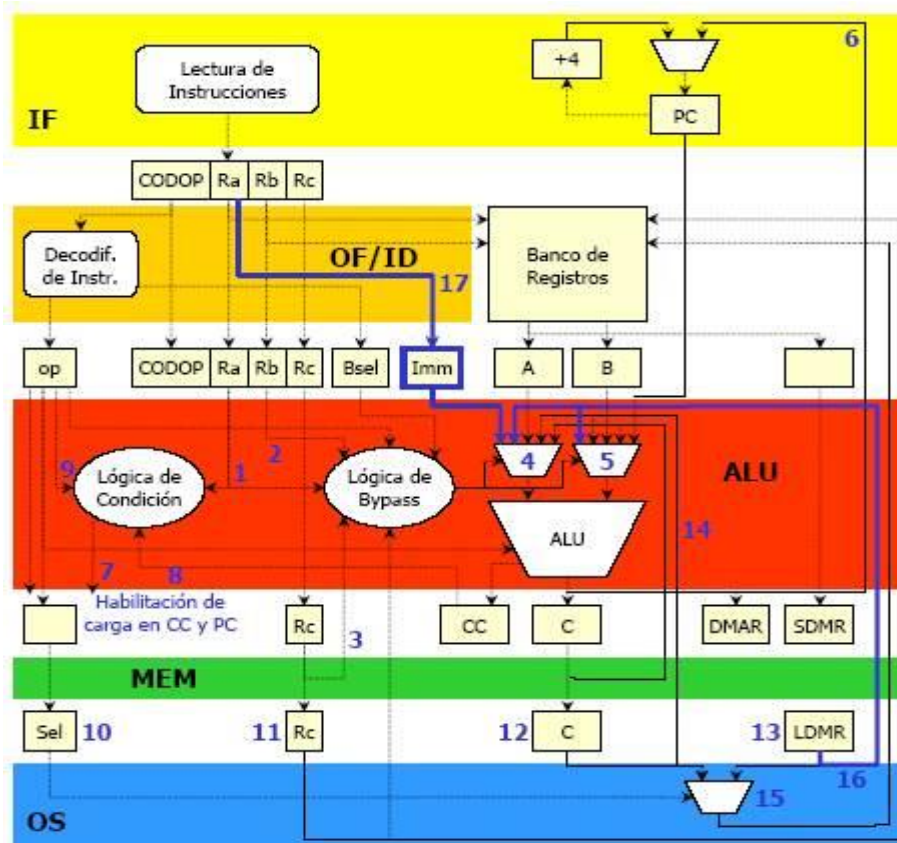 6
+4
Lectura de
Instrucciones
PC
IF
CODOP Ra Rb Rc
Decodif.
de Instr.
OF/ID
17
Banco de
Registros
op CODOP Ra Rb Rc Bsel Imm A B
9
Lógica de
Condición
1
2
Lógica de
Bypass
4
5
ALU
ALU
14
7
8
Habilitación de
carga en CC y PC
Rc
3
CC
C
DMAR
SDMR
MEM
Sel
10
11
Rc
12
C
13
LDMR
16
15
OS